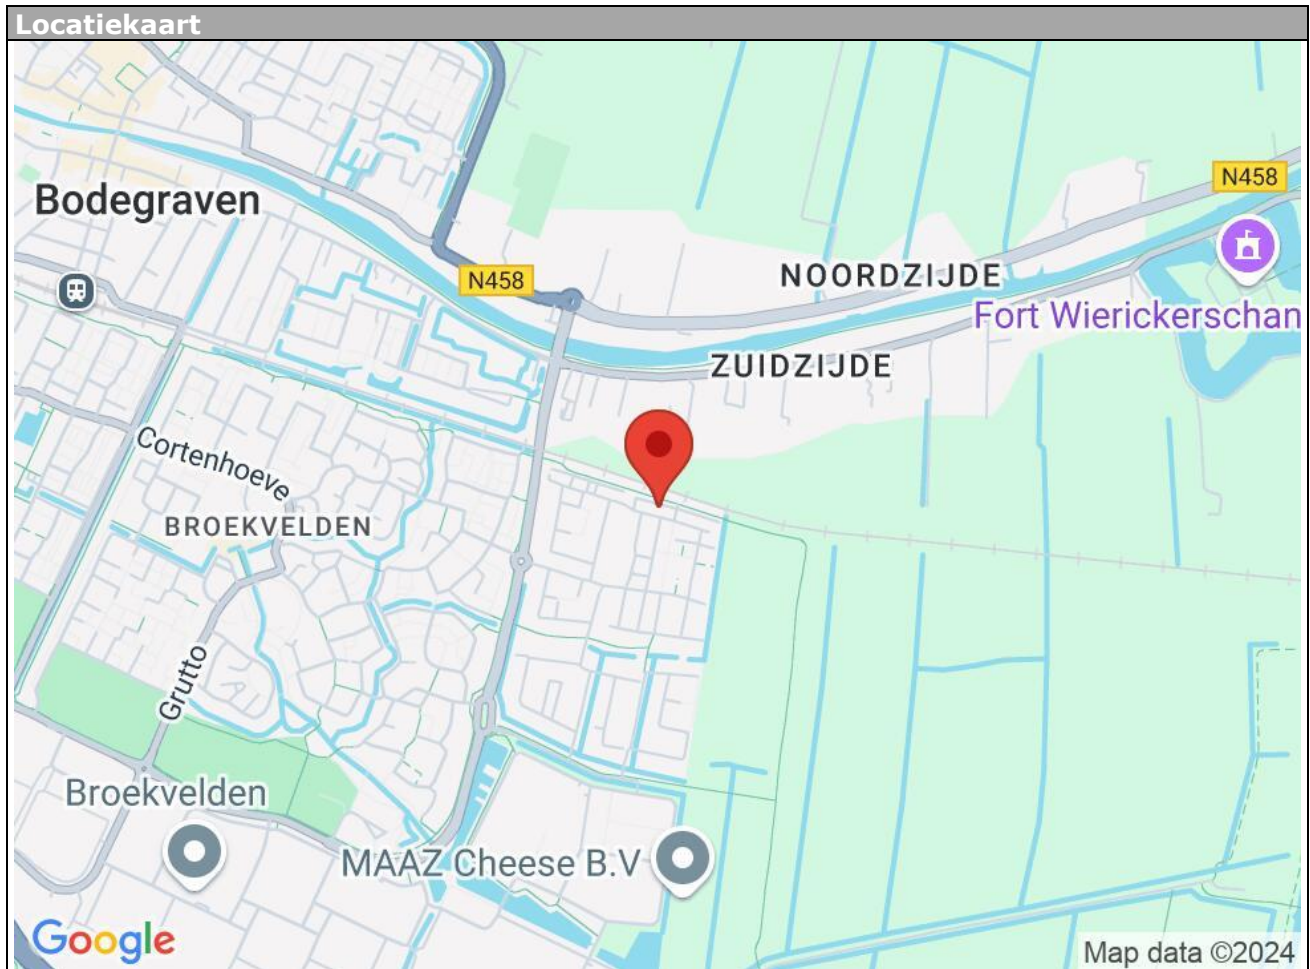 Locatiekaart
N458
Bodegraven
N458
NOORDZIJDE
Fort Wierickerschan
ZUIDZIJDE
Cortenhoeve
BROEKVELDEN
Grutto
Broekvelden
MAAZ Cheese B.V
Google
Map data ©2024